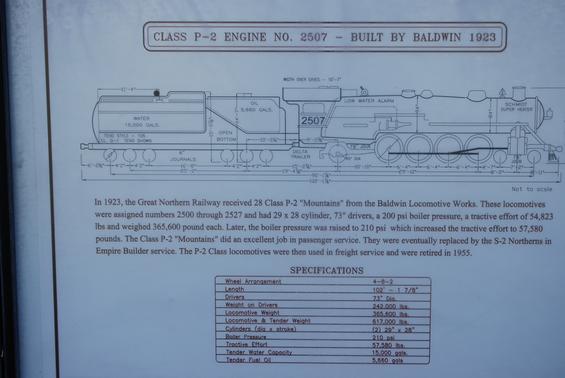 CLASS P-2 ENGINE NO. 2507 - BUILT BY BALDWIN 1923
WIDTH OVER SIDES - 10'-7"
WATER
15,000 GALS.
OIL
5,660 GALS.
LOW WATER ALARM
SCHMIDT
SUPER HEATER
2507
OPEN
BOTTOM
6"
JOURNALS
DELTA
TRAILER
Not to scale
In 1923, the Great Northern Railway received 28 Class P-2 "Mountains" from the Baldwin Locomotive Works. These locomotives
were assigned numbers 2500 through 2527 and had 29 x 28 cylinder, 73" drivers, a 200 psi boiler pressure, a tractive effort of 54,823
lbs and weighed 365,600 pound each. Later, the boiler pressure was raised to 210 psi which increased the tractive effort to 57,580
pounds. The Class P-2 "Mountains" did an excellent job in passenger service. They were eventually replaced by the S-2 Northerns in
Empire Builder service. The P-2 Class locomotives were then used in freight service and were retired in 1955.
SPECIFICATIONS
Wheel Arrangement 4-8-2
Length 102' - 1 7/8"
Drivers 73" Dia.
Weight on Drivers 242,000 lbs.
Locomotive Weight 365,600 lbs.
Locomotive & Tender Weight 617,000 lbs.
Cylinders (dia x stroke) (2) 29" x 28"
Boiler Pressure 210 psi
Tractive Effort 57,580 lbs.
Tender Water Capacity 15,000 gals.
Tender Fuel Oil 5,660 gals.